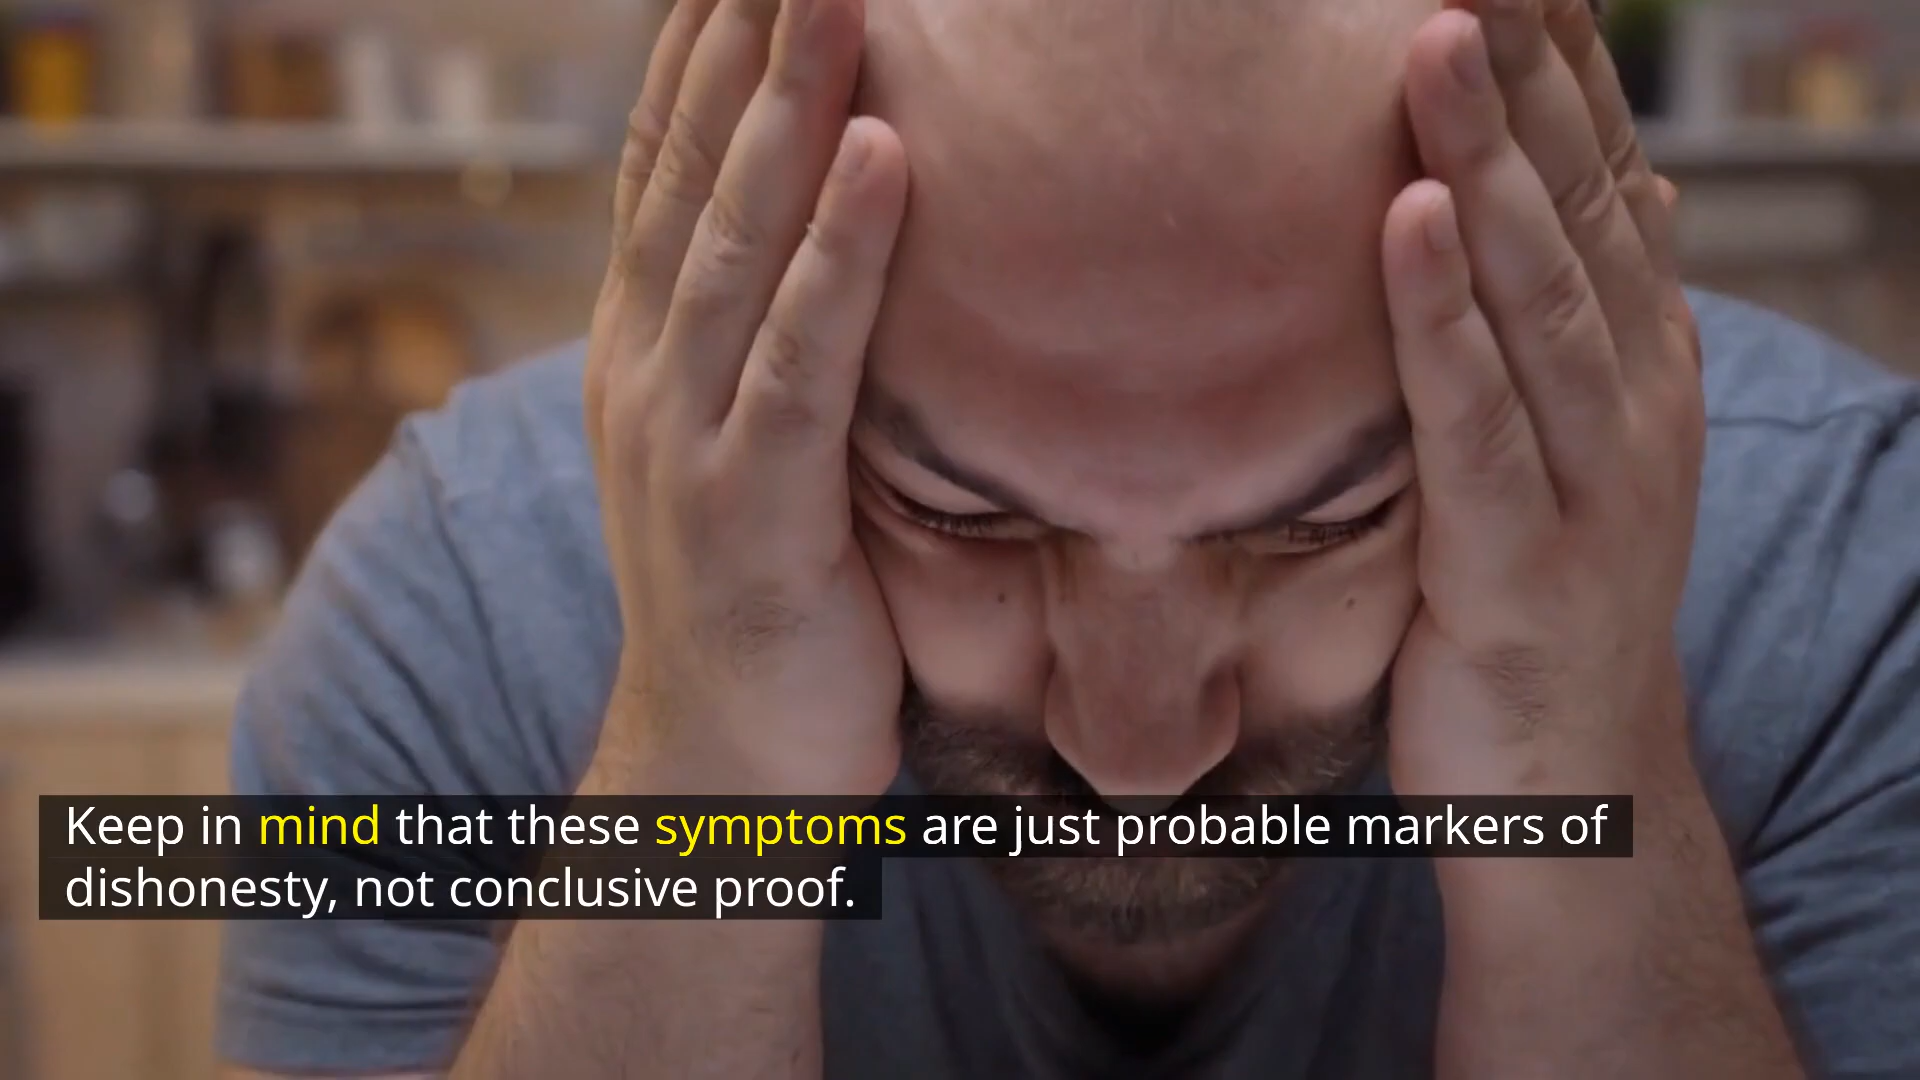 Keep in mind that these symptoms are just probable markers of
dishonesty, not conclusive proof.